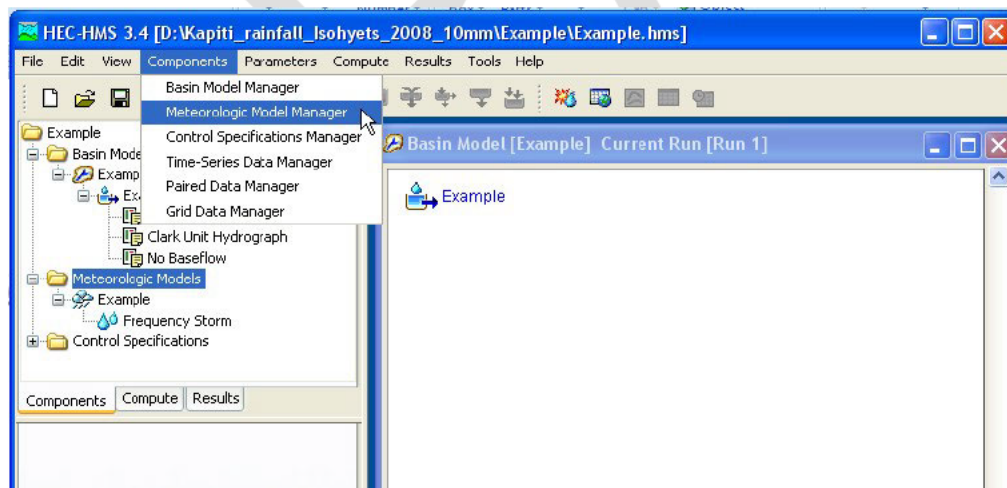 HEC-HMS 3.4 [D:\Kapiti_rainfall_Isohyets_2008_10mm\Example\Example.hms]
File Edit View Components Parameters Compute Results Tools Help
Basin Model Manager
Meteorologic Model Manager
Control Specifications Manager
Time-Series Data Manager
Paired Data Manager
Grid Data Manager
Example
Basin Mode
Examp
Ex
Clark Unit Hydrograph
No Baseflow
Meteorologic Models
Example
Frequency Storm
Control Specifications
Components Compute Results
Basin Model [Example] Current Run [Run 1]
Example